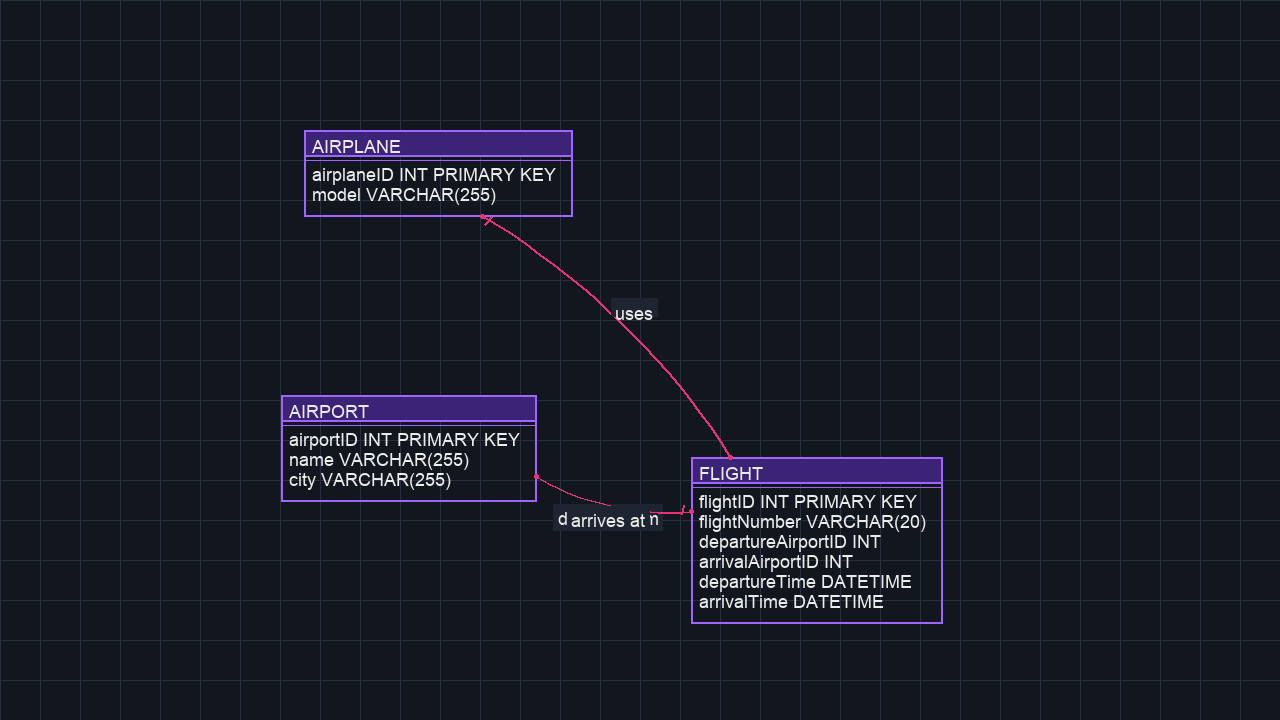 AIRPLANE
airplaneID INT PRIMARY KEY
model VARCHAR(255)
uses
AIRPORT
airportID INT PRIMARY KEY
name VARCHAR(255)
city VARCHAR(255)
arrives at
FLIGHT
flightID INT PRIMARY KEY
flightNumber VARCHAR(20)
departureAirportID INT
arrivalAirportID INT
departureTime DATETIME
arrivalTime DATETIME